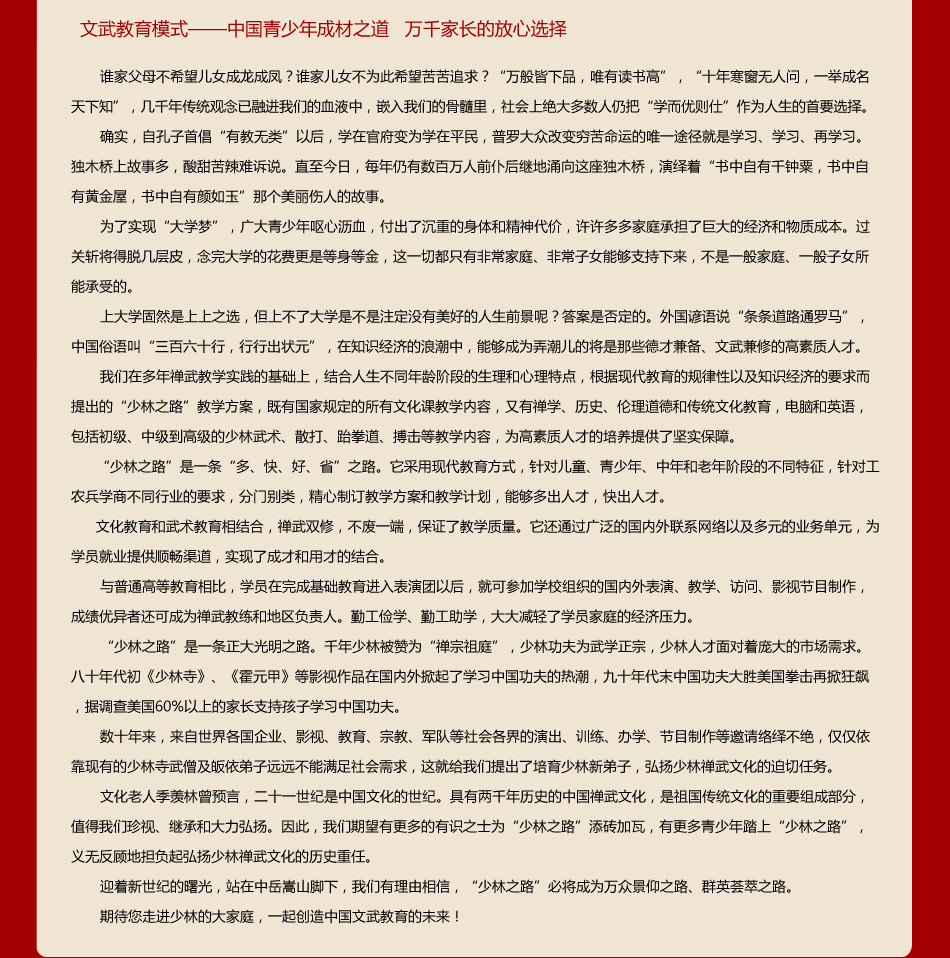 文武教育模式——中国青少年成材之道 万千家长的放心选择
谁家父母不希望儿女成龙成凤？谁家儿女不为此希望苦苦追求？“万般皆下品，唯有读书高”，“十年寒窗无人问，一举成名
天下知”，几千年传统观念已融进我们的血液中，嵌入我们的骨髓里，社会上绝大多数人仍把“学而优则仕”作为人生的首要选择。
确实，自孔子首倡“有教无类”以后，学在官府变为学在平民，普罗大众改变穷苦命运的唯一途径就是学习、学习、再学习。
独木桥上故事多，酸甜苦辣难诉说。直至今日，每年仍有数百万人前仆后继地涌向这座独木桥，演绎着“书中自有千钟粟，书中自
有黄金屋，书中自有颜如玉”那个美丽伤人的故事。
为了实现“大学梦”，广大青少年呕心沥血，付出了沉重的身体和精神代价，许许多多家庭承担了巨大的经济和物质成本。过
关斩将得脱几层皮，念完大学的花费更是等身等金，这一切都只有非常家庭、非常子女能够支持下来，不是一般家庭、一般子女所
能承受的。
上大学固然是上上之选，但上不了大学是不是注定没有美好的人生前景呢？答案是否定的。外国谚语说“条条道路通罗马”，
中国俗语叫“三百六十行，行行出状元”，在知识经济的浪潮中，能够成为弄潮儿的将是那些德才兼备、文武兼修的高素质人才。
我们在多年禅武教学实践的基础上，结合人生不同年龄阶段的生理和心理特点，根据现代教育的规律性以及知识经济的要求而
提出的“少林之路”教学方案，既有国家规定的所有文化课教学内容，又有禅学、历史、伦理道德和传统文化教育，电脑和英语，
包括初级、中级到高级的少林武术、散打、跆拳道、搏击等教学内容，为高素质人才的培养提供了坚实保障。
“少林之路”是一条“多、快、好、省”之路。它采用现代教育方式，针对儿童、青少年、中年和老年阶段的不同特征，针对工
农兵学商不同行业的要求，分门别类，精心制订教学方案和教学计划，能够多出人才，快出人才。
文化教育和武术教育相结合，禅武双修，不废一端，保证了教学质量。它还通过广泛的国内外联系网络以及多元的业务单元，为
学员就业提供顺畅渠道，实现了成才和用才的结合。
与普通高等教育相比，学员在完成基础教育进入表演团以后，就可参加学校组织的国内外表演、教学、访问、影视节目制作，
成绩优异者还可成为禅武教练和地区负责人。勤工俭学、勤工助学，大大减轻了学员家庭的经济压力。
“少林之路”是一条正大光明之路。千年少林被赞为“禅宗祖庭”，少林功夫为武学正宗，少林人才面对着庞大的市场需求。
八十年代初《少林寺》、《霍元甲》等影视作品在国内外掀起了学习中国功夫的热潮，九十年代末中国功夫大胜美国拳击再掀狂飙
，据调查美国60%以上的家长支持孩子学习中国功夫。
数十年来，来自世界各国企业、影视、教育、宗教、军队等社会各界的演出、训练、办学、节目制作等邀请络绎不绝，仅仅依
靠现有的少林寺武僧及皈依弟子远远不能满足社会需求，这就给我们提出了培育少林新弟子，弘扬少林禅武文化的迫切任务。
文化老人季羡林曾预言，二十一世纪是中国文化的世纪。具有两千年历史的中国禅武文化，是祖国传统文化的重要组成部分，
值得我们珍视、继承和大力弘扬。因此，我们期望有更多的有识之士为“少林之路”添砖加瓦，有更多青少年踏上“少林之路”，
义无反顾地担负起弘扬少林禅武文化的历史重任。
迎着新世纪的曙光，站在中岳嵩山脚下，我们有理由相信，“少林之路”必将成为万众景仰之路、群英荟萃之路。
期待您走进少林的大家庭，一起创造中国文武教育的未来！